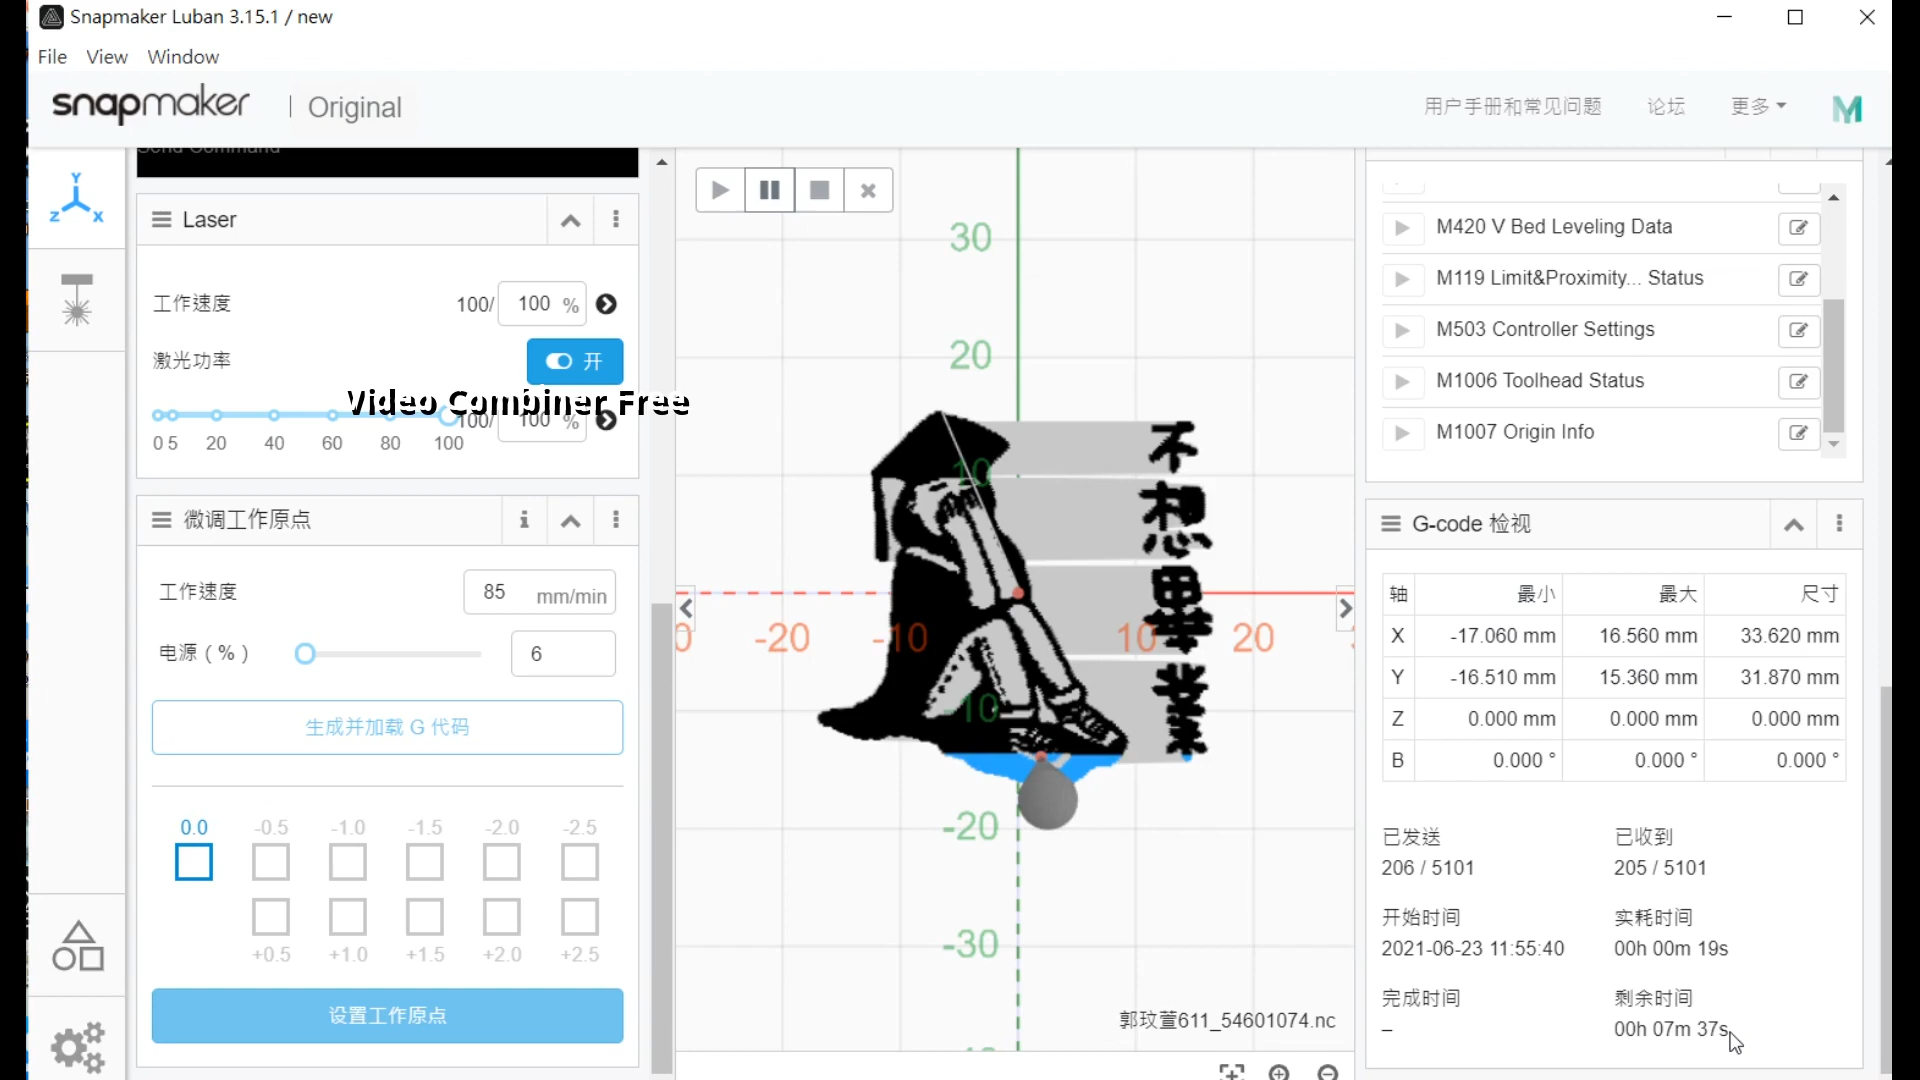 Snapmaker Luban 3.15.1 / new
File View Window
snapmaker | Original
用户手册和常见问题 论坛 更多
Laser
工作速度 100/ 100 %
激光功率 开
Video Combiner Free
100/ 100 %
0 5 20 40 60 80 100
微调工作原点
工作速度 85 mm/min
电源 ( % ) 6
生成并加载 G 代码
0.0 -0.5 -1.0 -1.5 -2.0 -2.5
+0.5 +1.0 +1.5 +2.0 +2.5
设置工作原点
30
20
10
-20 -10 10 20
-10
-20
-30
不
想
畢
業
郭玟萱611_54601074.nc
M420 V Bed Leveling Data
M119 Limit&Proximity... Status
M503 Controller Settings
M1006 Toolhead Status
M1007 Origin Info
G-code 检视
轴 最小 最大 尺寸
X -17.060 mm 16.560 mm 33.620 mm
Y -16.510 mm 15.360 mm 31.870 mm
Z 0.000 mm 0.000 mm 0.000 mm
B 0.000 ° 0.000 ° 0.000 °
已发送 已收到
206 / 5101 205 / 5101
开始时间 实耗时间
2021-06-23 11:55:40 00h 00m 19s
完成时间 剩余时间
– 00h 07m 37s